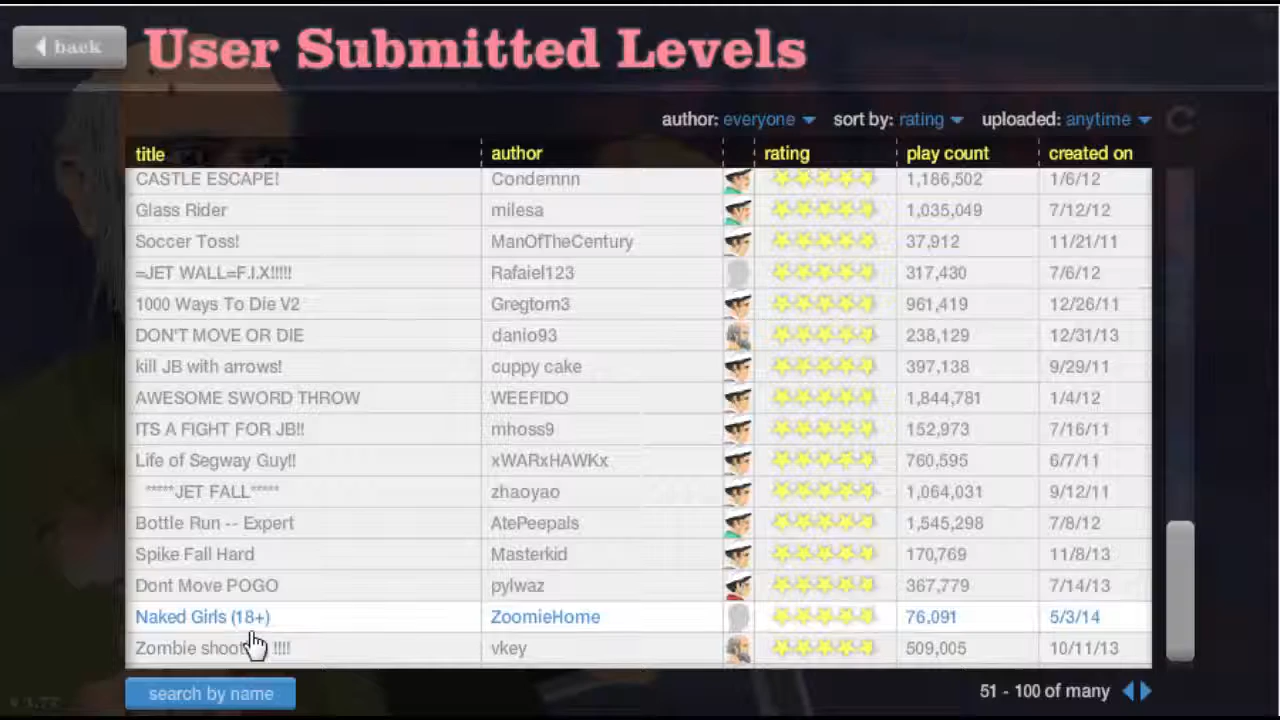 back
User Submitted Levels
author: everyone sort by: rating uploaded: anytime
title author rating play count created on
CASTLE ESCAPE! Condemnn 1,186,502 1/6/12
Glass Rider milesa 1,035,049 7/12/12
Soccer Toss! ManOfTheCentury 37,912 11/21/11
=JET WALL=F.I.X!!!!! Rafaiel123 317,430 7/6/12
1000 Ways To Die V2 Gregtom3 961,419 12/26/11
DON'T MOVE OR DIE danio93 238,129 12/31/13
kill JB with arrows! cuppy cake 397,138 9/29/11
AWESOME SWORD THROW WEEFIDO 1,844,781 1/4/12
ITS A FIGHT FOR JB!! mhoss9 152,973 7/16/11
Life of Segway Guy!! xWARxHAWKx 760,595 6/7/11
*****JET FALL***** zhaoyao 1,064,031 9/12/11
Bottle Run -- Expert AtePeepals 1,545,298 7/8/12
Spike Fall Hard Masterkid 170,769 11/8/13
Dont Move POGO pylwaz 367,779 7/14/13
Naked Girls (18+) ZoomieHome 76,091 5/3/14
Zombie !!!! vkey 509,005 10/11/13
search by name 51 - 100 of many